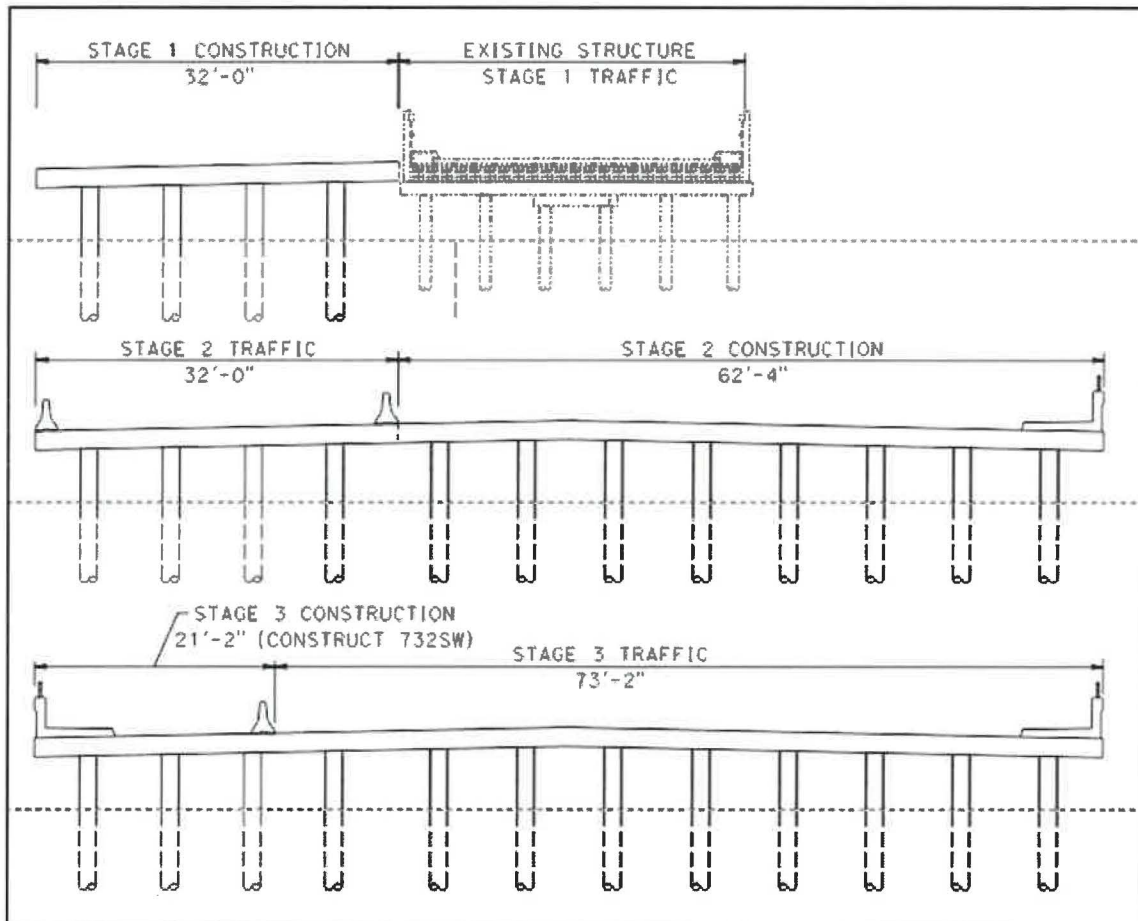 STAGE 1 CONSTRUCTION
32'-0"
EXISTING STRUCTURE
STAGE 1 TRAFFIC
STAGE 2 TRAFFIC
32'-0"
STAGE 2 CONSTRUCTION
62'-4"
STAGE 3 CONSTRUCTION
21'-2" (CONSTRUCT 732SW)
STAGE 3 TRAFFIC
73'-2"